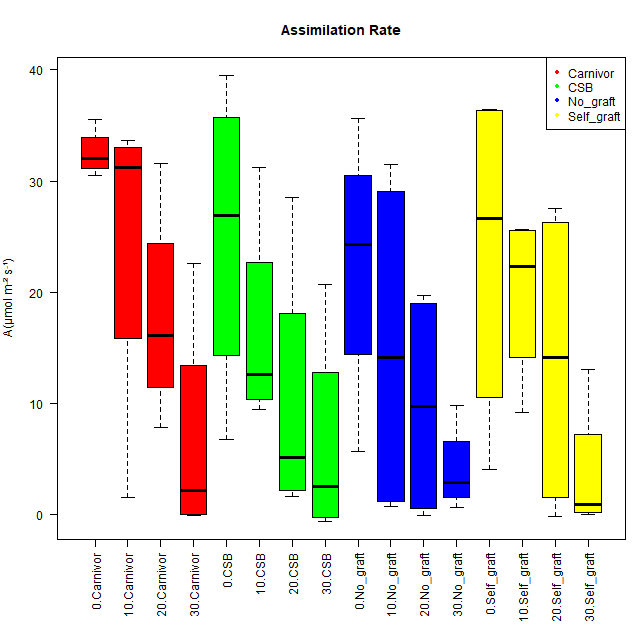 Assimilation Rate
A(µmol m⁻² s⁻¹)
40
30
20
10
0
Carnivor
CSB
No_graft
Self_graft
0.Carnivor
10.Carnivor
20.Carnivor
30.Carnivor
0.CSB
10.CSB
20.CSB
30.CSB
0.No_graft
10.No_graft
20.No_graft
30.No_graft
0.Self_graft
10.Self_graft
20.Self_graft
30.Self_graft